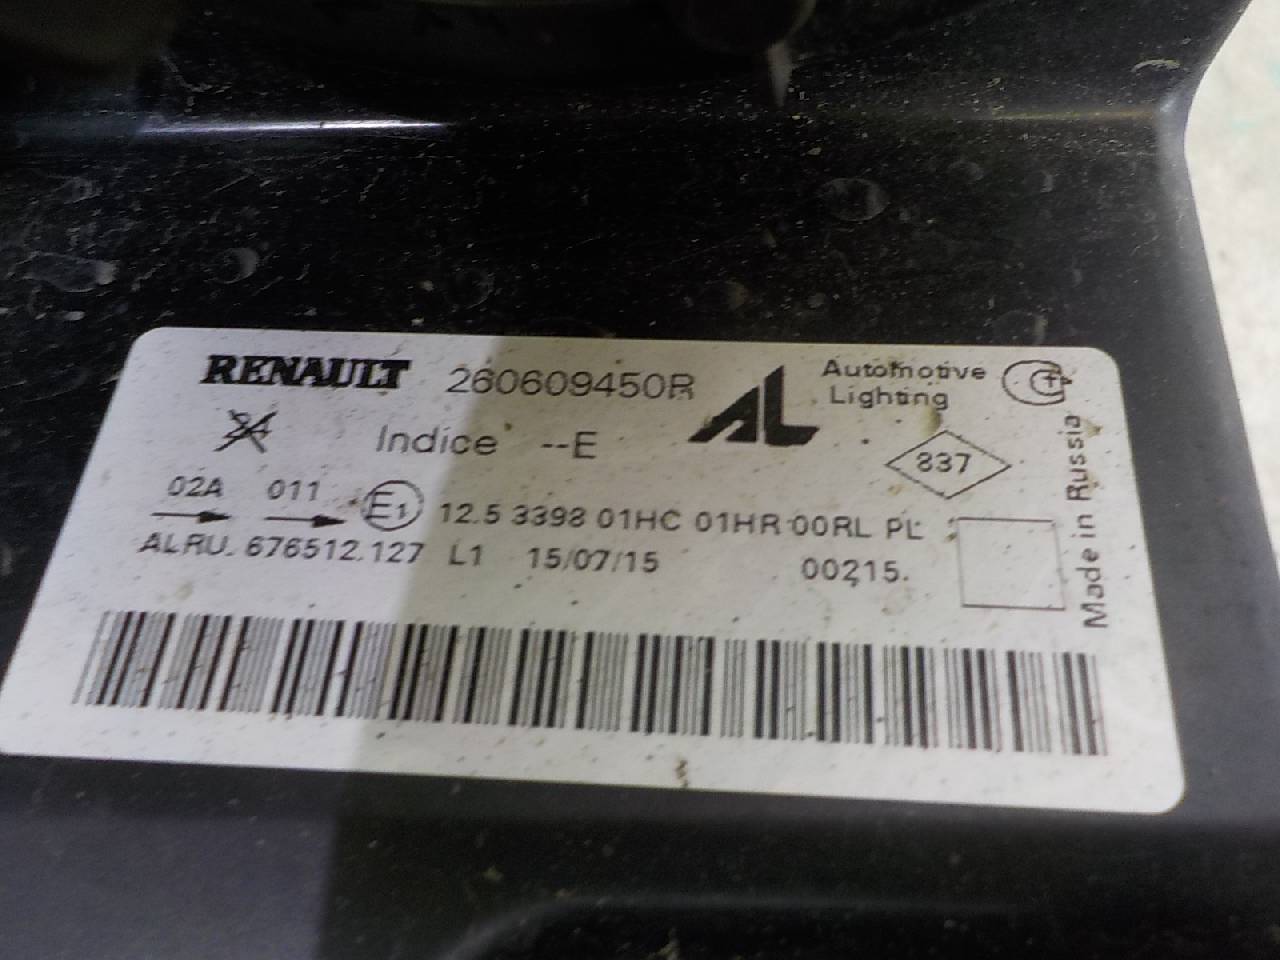 RENAULT 260609450R AL Automotive
Lighting
Indice --E
837
02A 011 E1 12.5 3398 01HC 01HR 00RL PL
ALRU. 676512.127 L1 15/07/15 00215.
Made in Russia